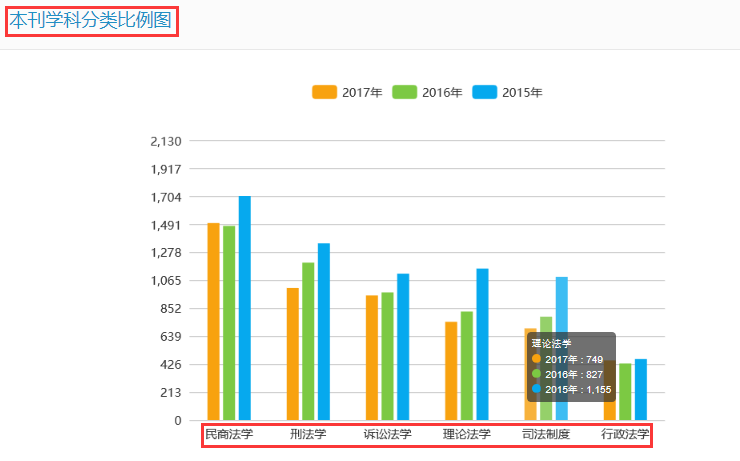 本刊学科分类比例图
2017年 2016年 2015年
2,130
1,917
1,704
1,491
1,278
1,065
852
639
426
213
0
理论法学
2017年 : 749
2016年 : 827
2015年 : 1,155
民商法学 刑法学 诉讼法学 理论法学 司法制度 行政法学